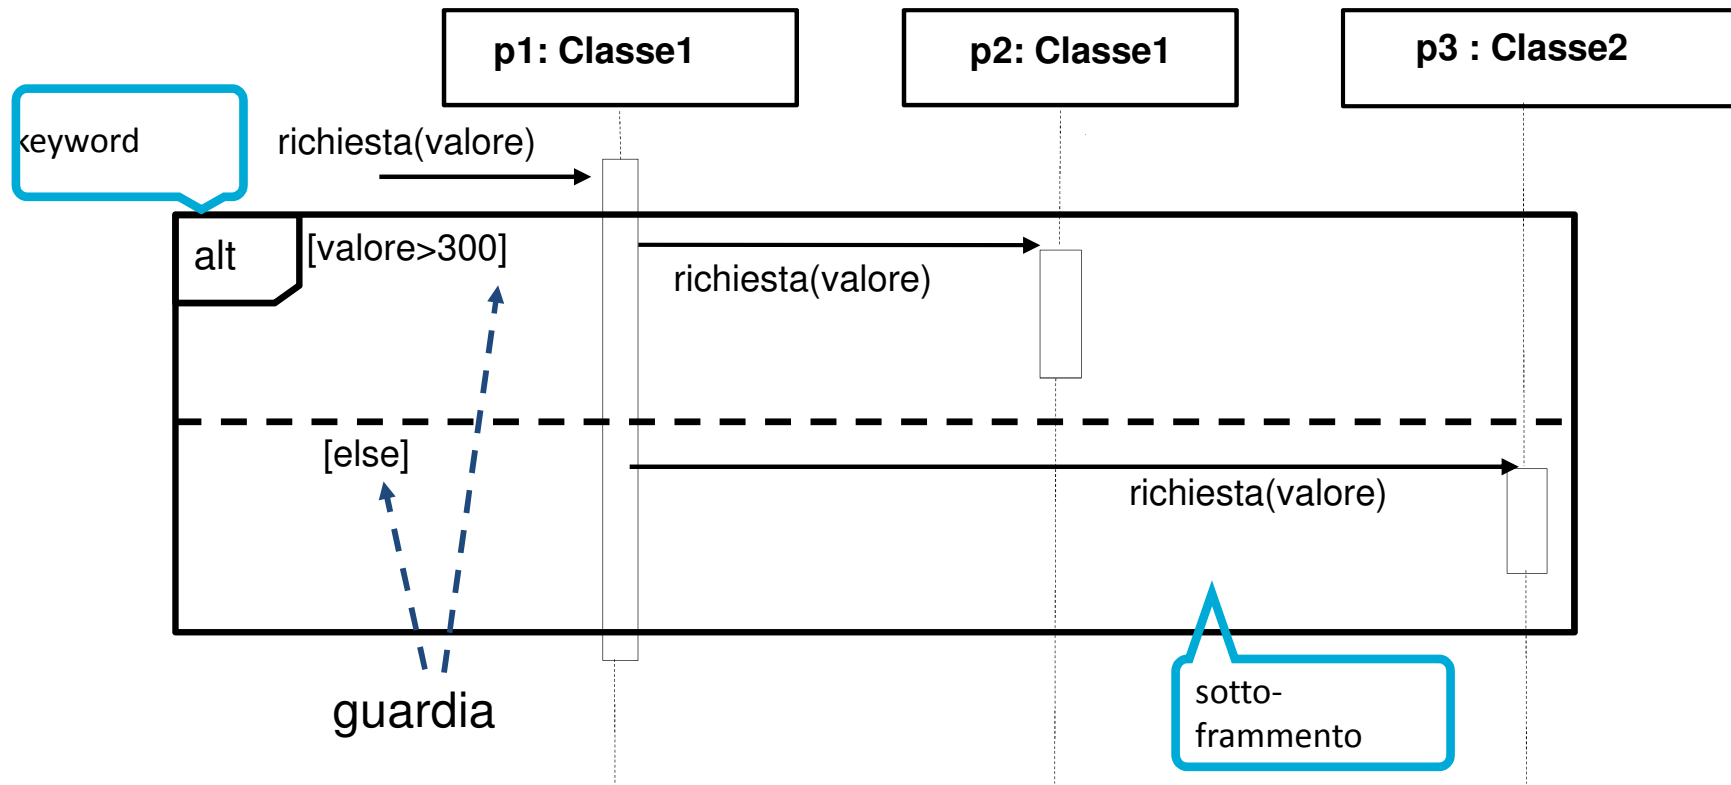 p1: Classe1
p2: Classe1
p3 : Classe2
keyword
richiesta(valore)
alt
[valore>300]
richiesta(valore)
[else]
richiesta(valore)
guardia
sotto-
frammento